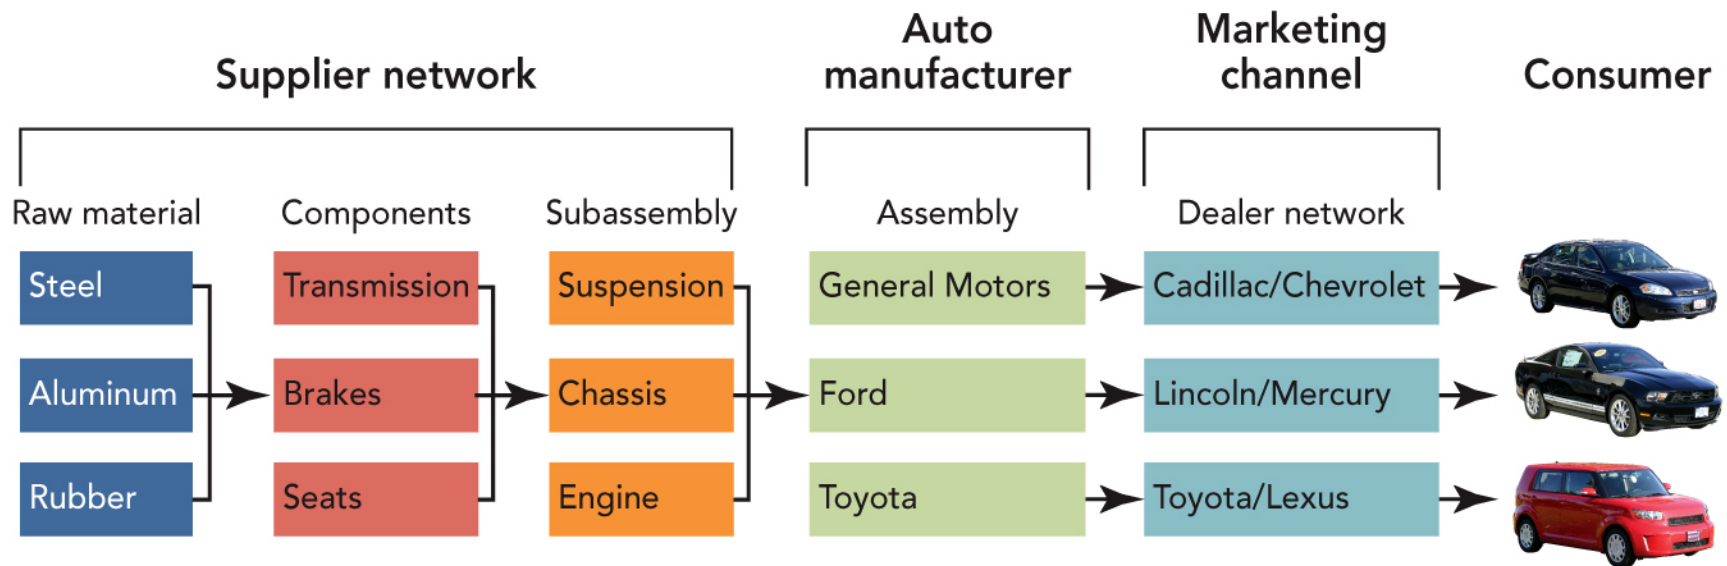 Supplier network
Auto
manufacturer
Marketing
channel
Consumer
Raw material
Components
Subassembly
Assembly
Dealer network
Steel
Transmission
Suspension
General Motors
Cadillac/Chevrolet
Aluminum
Brakes
Chassis
Ford
Lincoln/Mercury
Rubber
Seats
Engine
Toyota
Toyota/Lexus